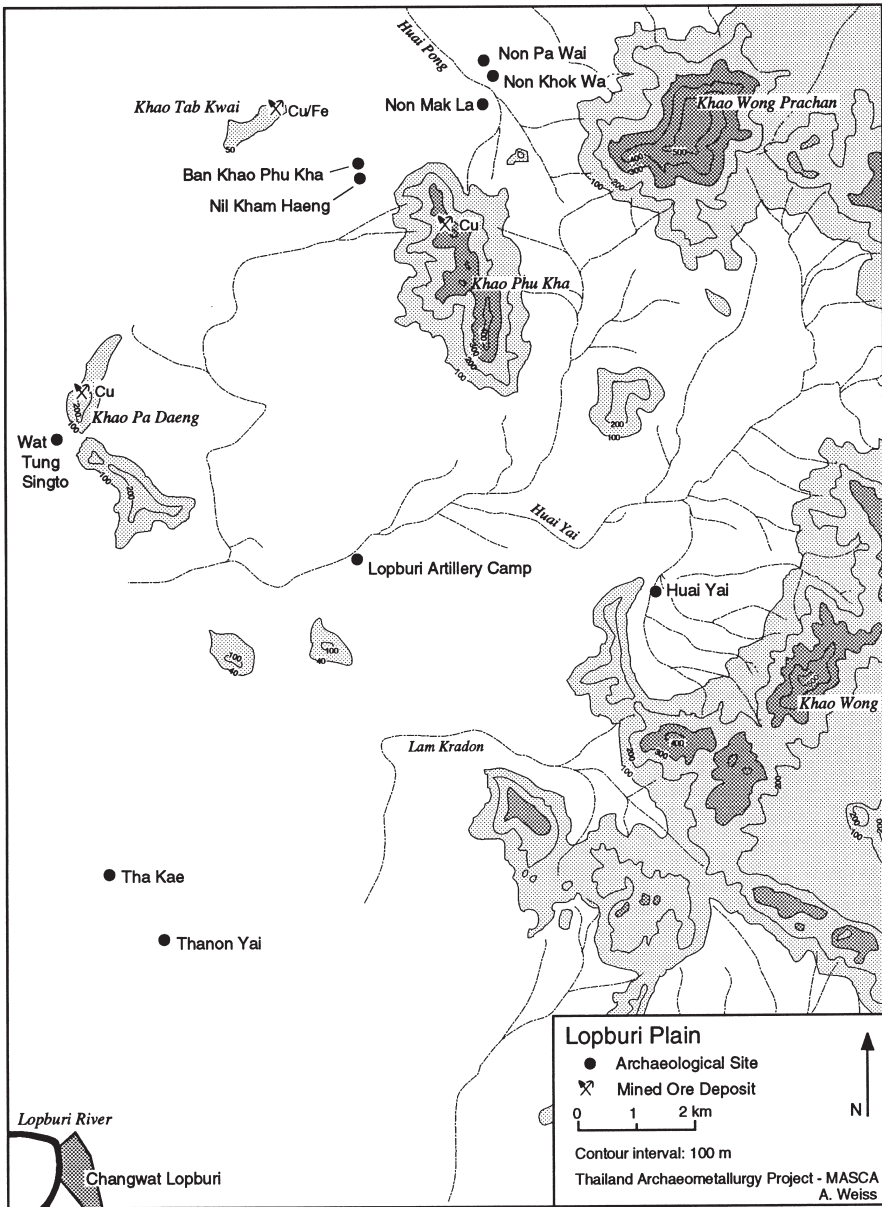 Huai Pong
Non Pa Wai
Non Khok Wa
Khao Tab Kwai
Cu/Fe
Non Mak La
Khao Wong Prachan
50
400
500
300
200
100
Ban Khao Phu Kha
Nil Kham Haeng
Cu
Khao Phu Kha
200
100
Cu
200
100
Khao Pa Daeng
200
100
Wat
Tung
Singto
100
200
Huai Yai
Lopburi Artillery Camp
Huai Yai
100
40
100
40
Khao Wong
Lam Kradon
200
100
300
400
200
200
100
200
Tha Kae
Thanon Yai
Lopburi Plain
Archaeological Site
Mined Ore Deposit
0 1 2 km
N
Contour interval: 100 m
Thailand Archaeometallurgy Project - MASCA
A. Weiss
Lopburi River
Changwat Lopburi